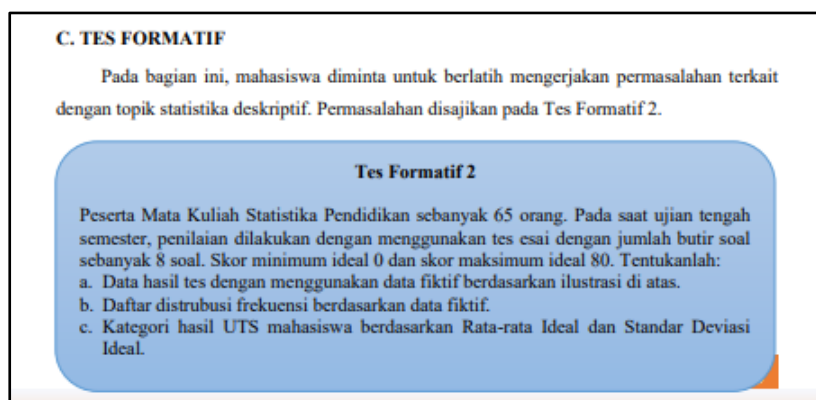 C. TES FORMATIF
Pada bagian ini, mahasiswa diminta untuk berlatih mengerjakan permasalahan terkait
dengan topik statistika deskriptif. Permasalahan disajikan pada Tes Formatif 2.
Tes Formatif 2
Peserta Mata Kuliah Statistika Pendidikan sebanyak 65 orang. Pada saat ujian tengah
semester, penilaian dilakukan dengan menggunakan tes esai dengan jumlah butir soal
sebanyak 8 soal. Skor minimum ideal 0 dan skor maksimum ideal 80. Tentukanlah:
a. Data hasil tes dengan menggunakan data fiktif berdasarkan ilustrasi di atas.
b. Daftar distrubusi frekuensi berdasarkan data fiktif.
c. Kategori hasil UTS mahasiswa berdasarkan Rata-rata Ideal dan Standar Deviasi
Ideal.